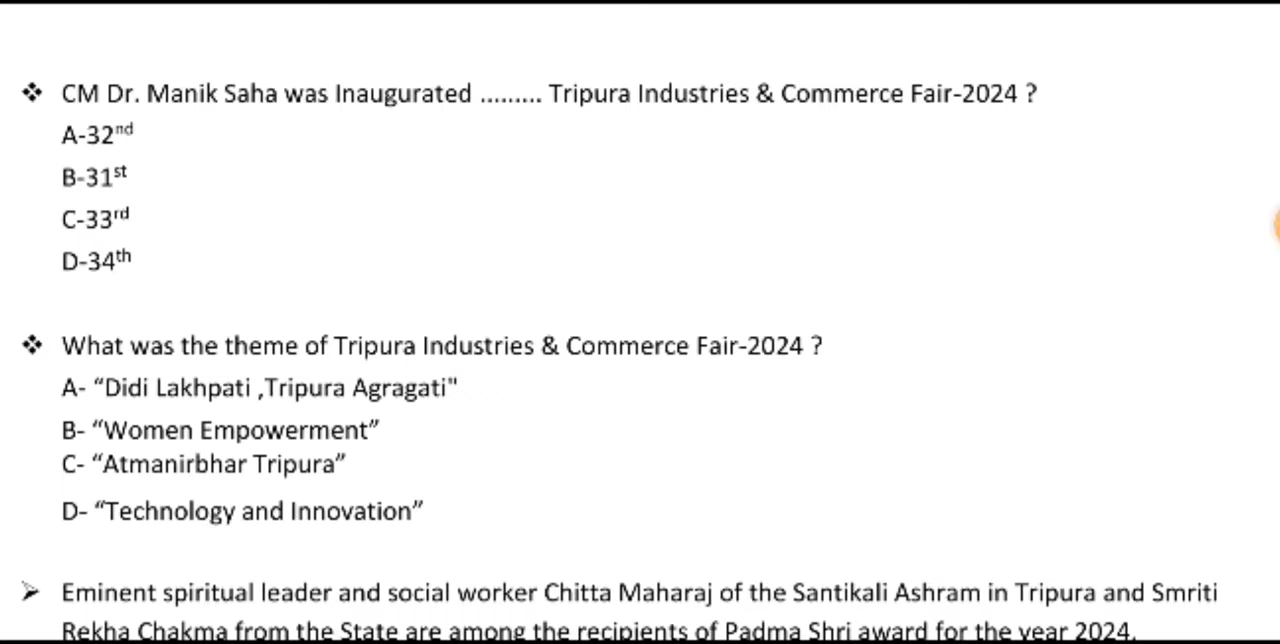 ❖ CM Dr. Manik Saha was Inaugurated ......... Tripura Industries & Commerce Fair-2024 ?
A-32nd
B-31st
C-33rd
D-34th
❖ What was the theme of Tripura Industries & Commerce Fair-2024 ?
A- “Didi Lakhpati ,Tripura Agragati"
B- “Women Empowerment”
C- “Atmanirbhar Tripura”
D- “Technology and Innovation”
➢ Eminent spiritual leader and social worker Chitta Maharaj of the Santikali Ashram in Tripura and Smriti
Rekha Chakma from the State are among the recipients of Padma Shri award for the year 2024.